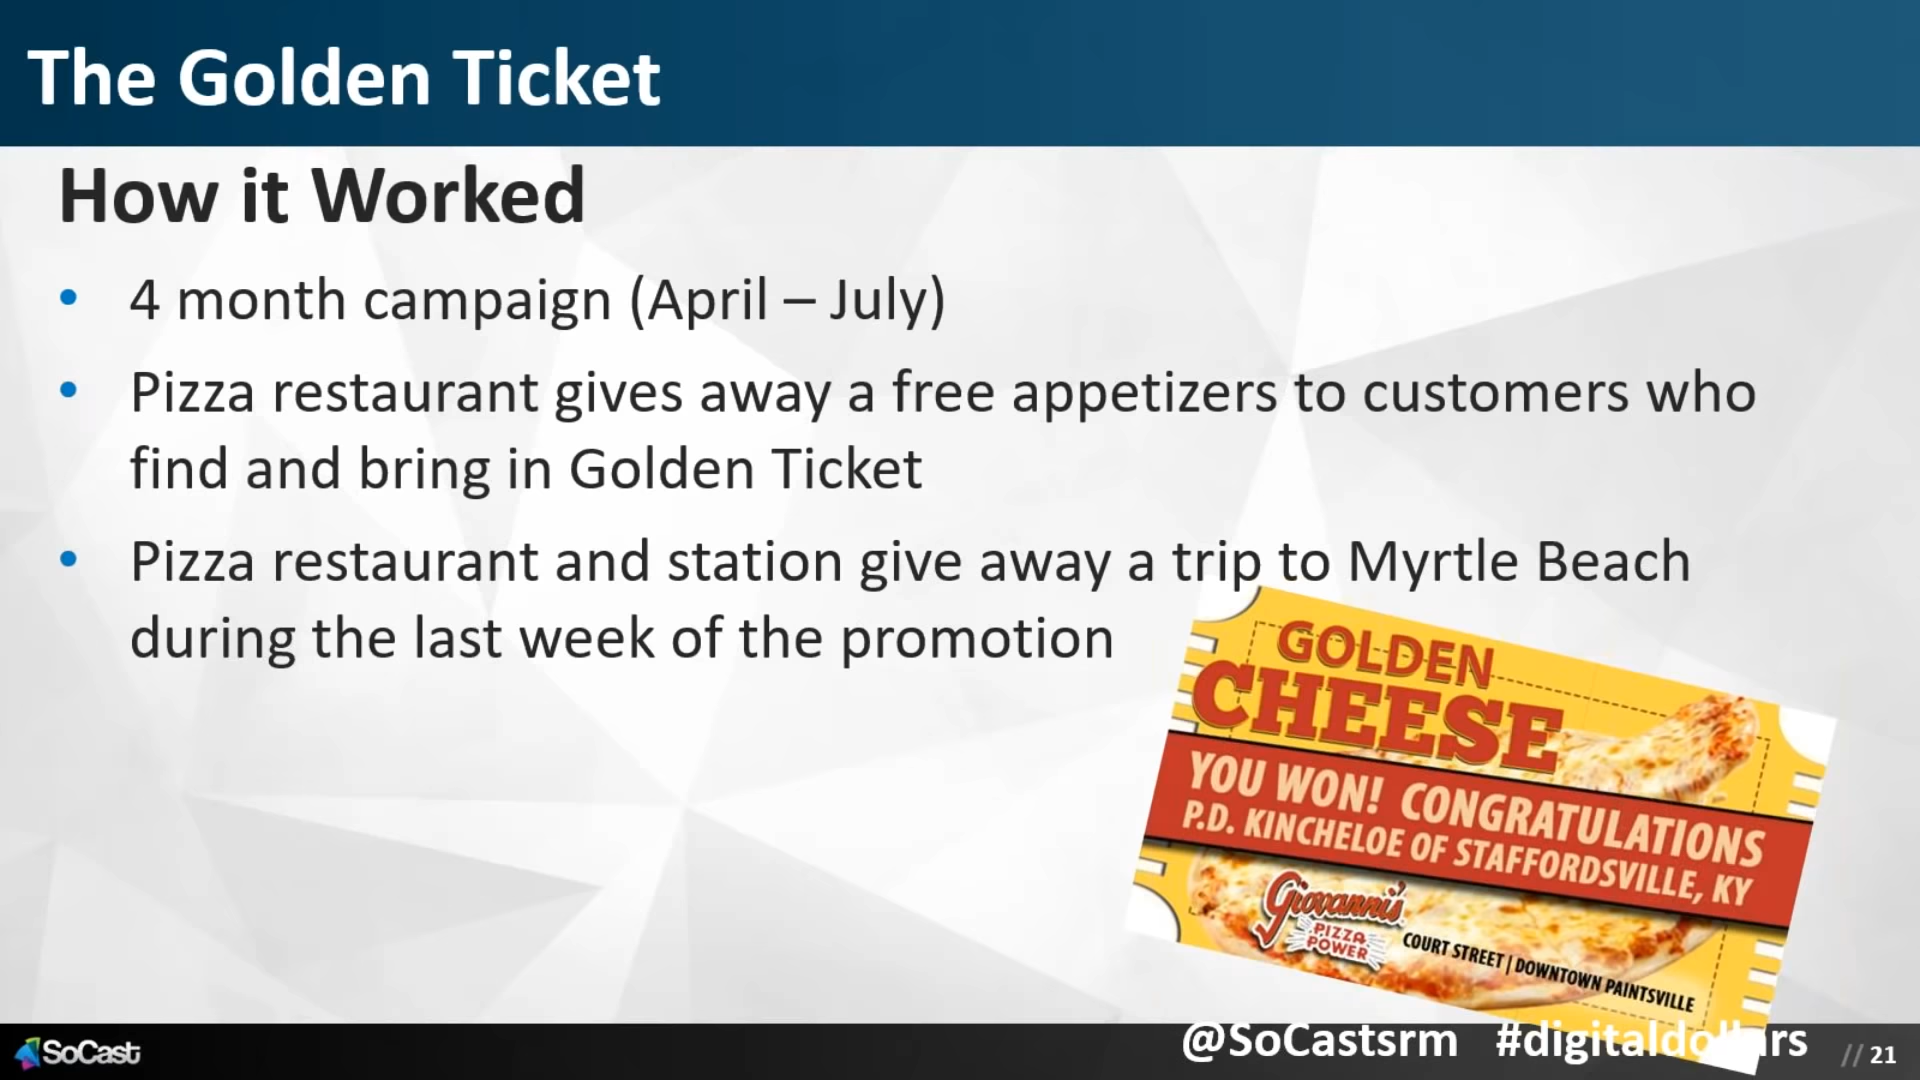 The Golden Ticket
How it Worked
• 4 month campaign (April – July)
• Pizza restaurant gives away a free appetizers to customers who
find and bring in Golden Ticket
• Pizza restaurant and station give away a trip to Myrtle Beach
during the last week of the promotion
GOLDEN
CHEESE
YOU WON! CONGRATULATIONS
P.D. KINCHELOE OF STAFFORDSVILLE, KY
Giovanni's
PIZZA
POWER
COURT STREET | DOWNTOWN PAINTSVILLE
SoCast
@SoCastsrm #digitaldollars
// 21